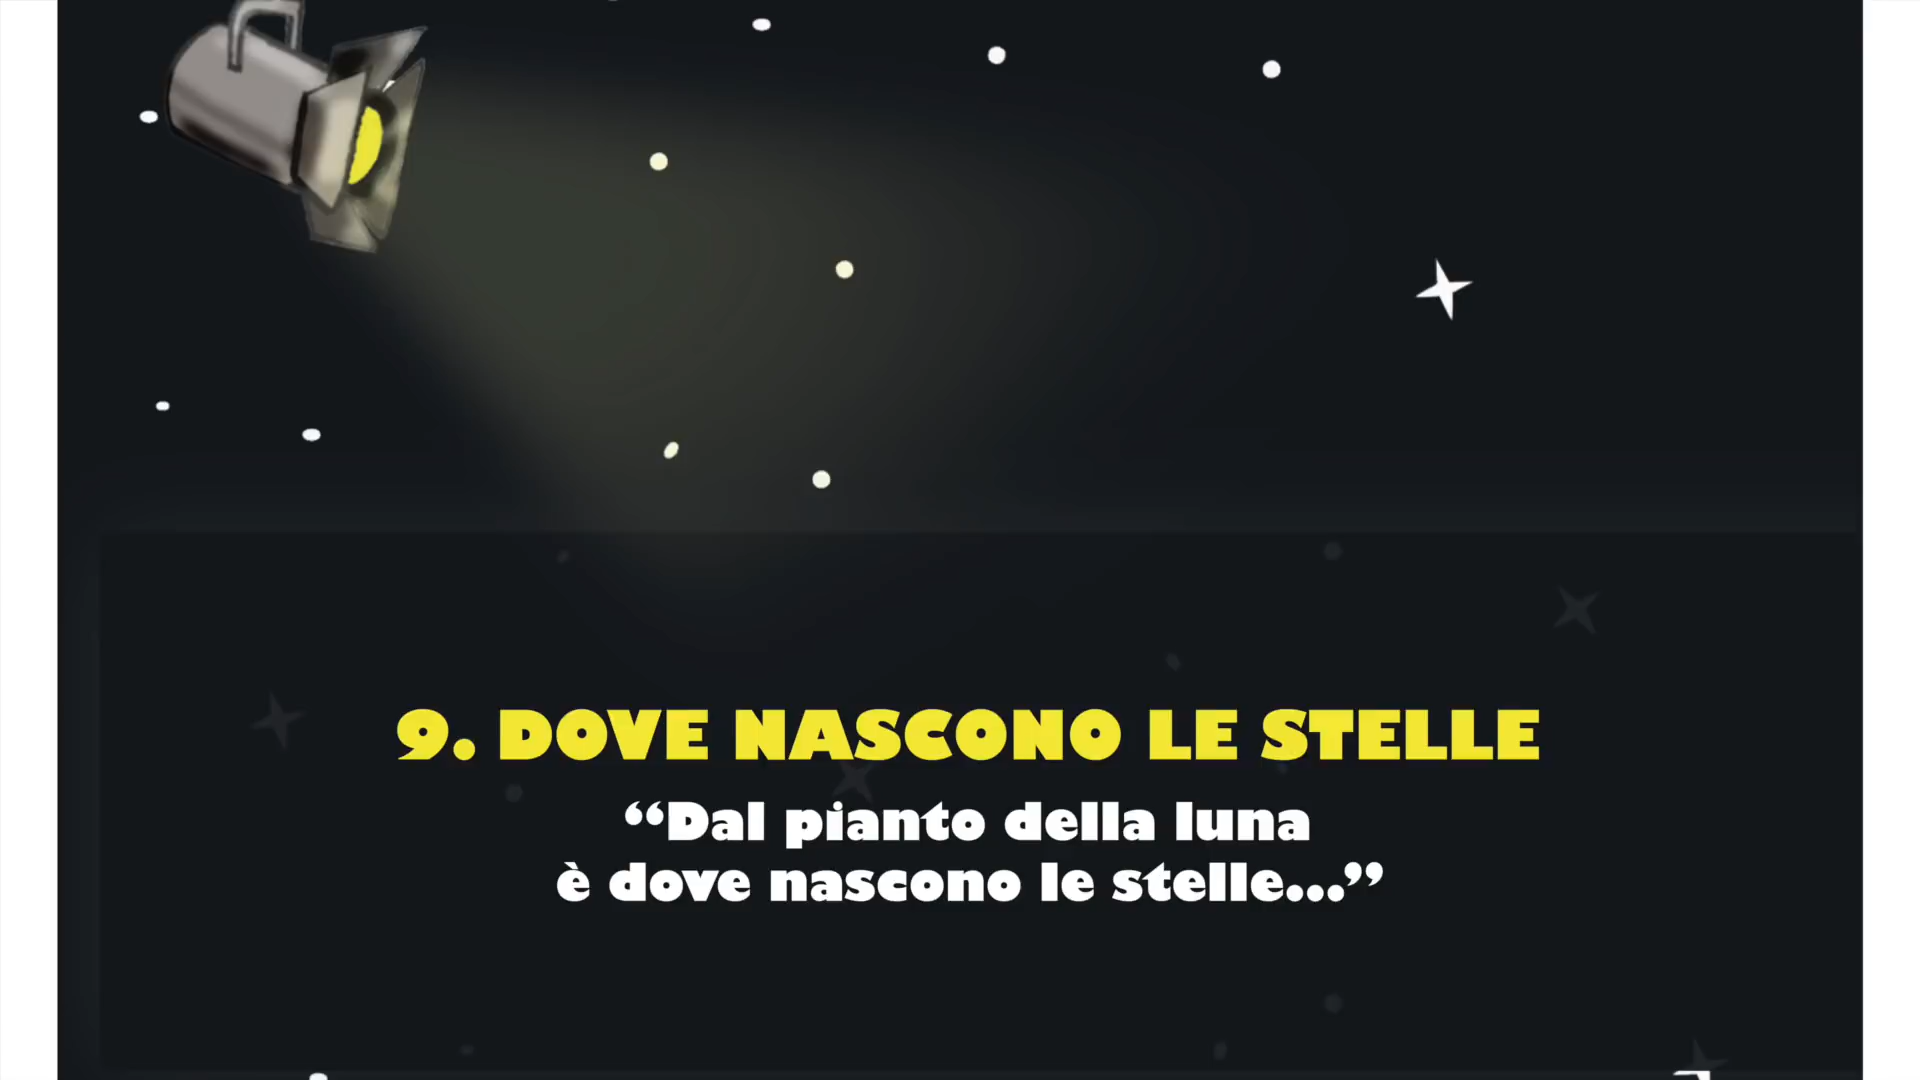 9. DOVE NASCONO LE STELLE
“Dal pianto della luna
è dove nascono le stelle...”